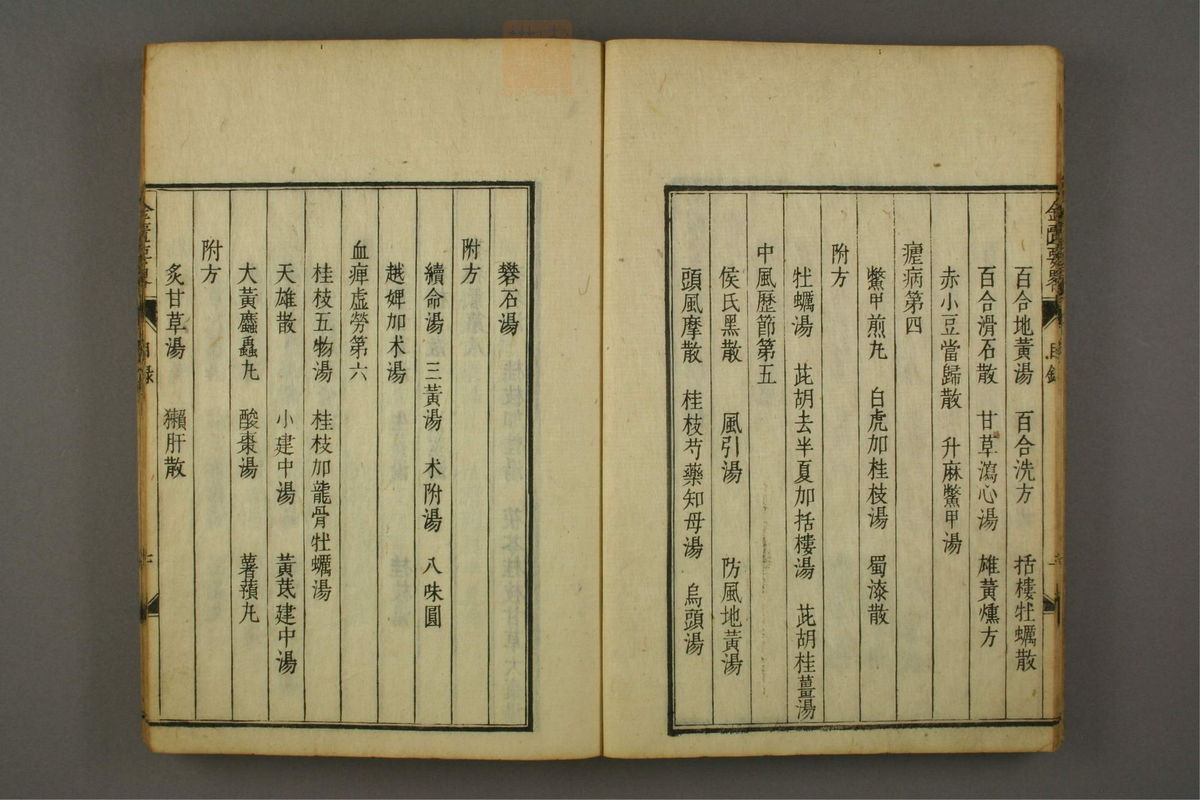 百合地黃湯　百合洗方　括樓牡蠣散
百合滑石散　甘草瀉心湯　雄黃燻方
赤小豆當歸散　升麻鱉甲湯
瘧病第四
鱉甲煎丸　白虎加桂枝湯　蜀漆散
附方
牡蠣湯　茈胡去半夏加括樓湯　茈胡桂薑湯
中風歷節第五
侯氏黑散　風引湯　防風地黃湯
頭風摩散　桂枝芍藥知母湯　烏頭湯
礬石湯
附方
續命湯　三黃湯　术附湯　八味圓
越婢加术湯
血痺虛勞第六
桂枝五物湯　桂枝加龍骨牡蠣湯
天雄散　小建中湯　黃芪建中湯
大黃䗪蟲丸　酸棗湯　薯蕷丸
附方
炙甘草湯　獺肝散